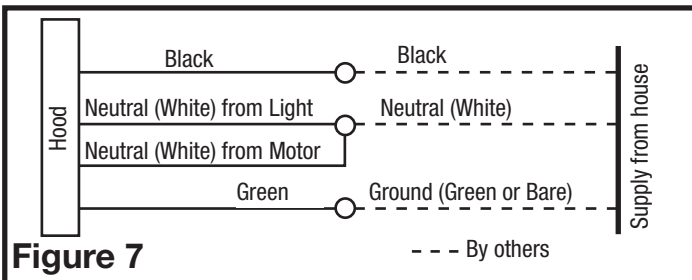 Hood
Black
Black
Neutral (White) from Light
Neutral (White)
Neutral (White) from Motor
Green
Ground (Green or Bare)
Supply from house
Figure 7
By others